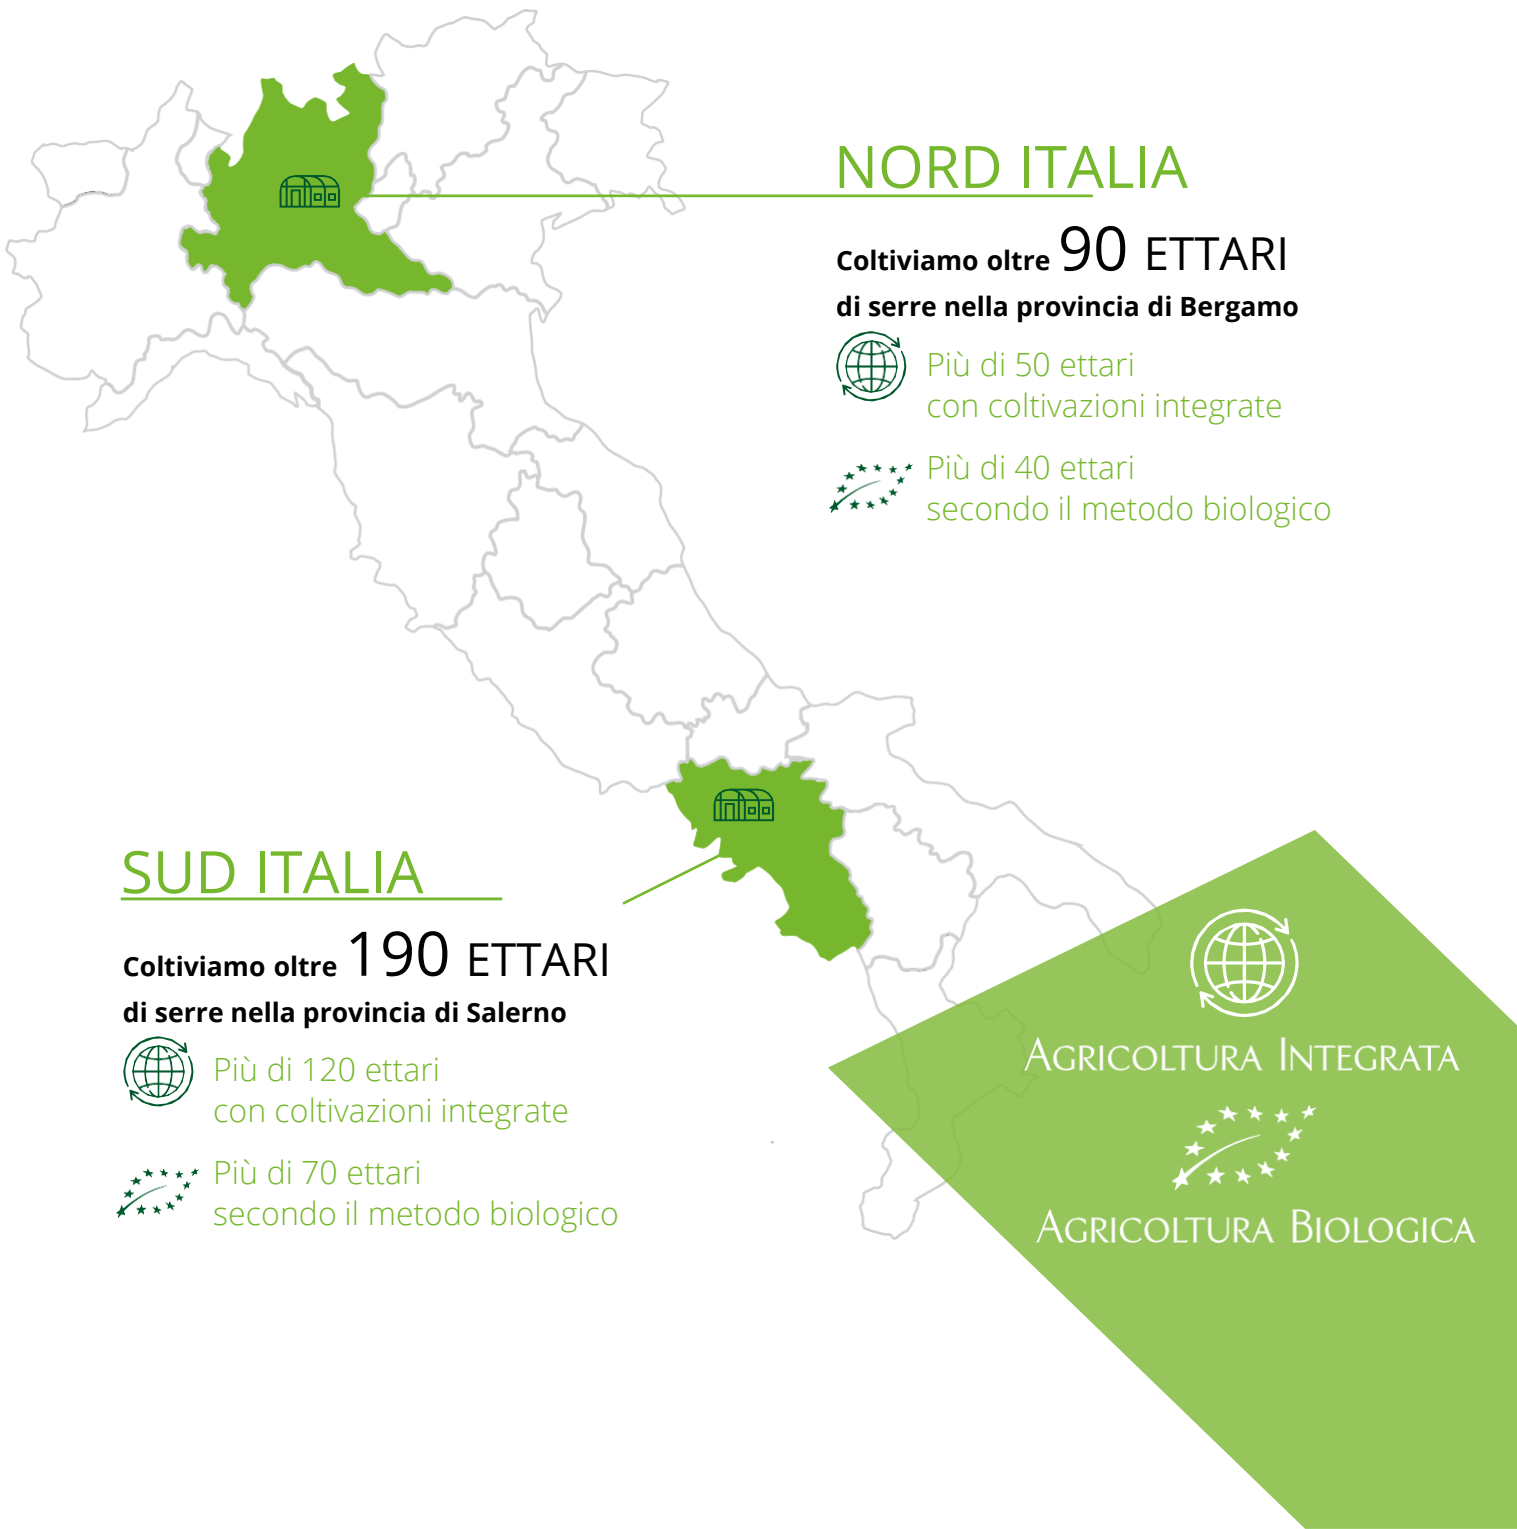 NORD ITALIA
Coltiviamo oltre 90 ETTARI
di serre nella provincia di Bergamo
Più di 50 ettari
con coltivazioni integrate
Più di 40 ettari
secondo il metodo biologico
SUD ITALIA
Coltiviamo oltre 190 ETTARI
di serre nella provincia di Salerno
Più di 120 ettari
con coltivazioni integrate
Più di 70 ettari
secondo il metodo biologico
AGRICOLTURA INTEGRATA
AGRICOLTURA BIOLOGICA